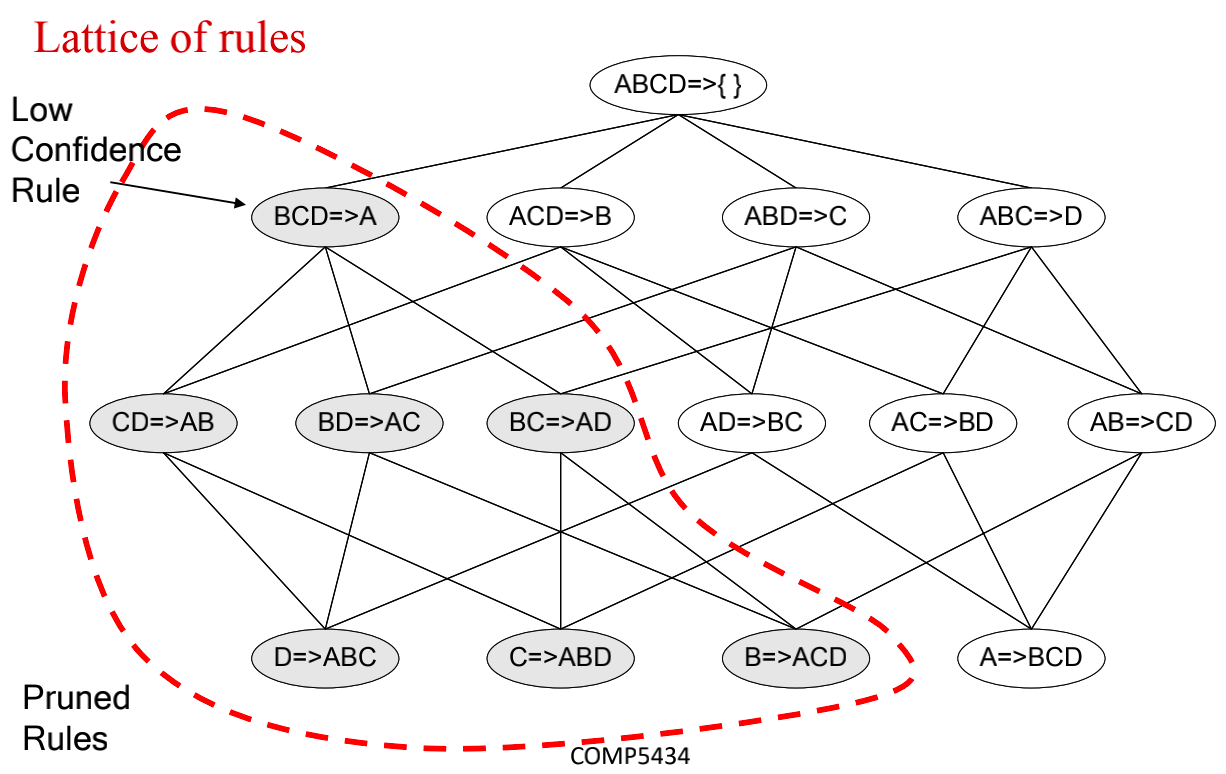 Lattice of rules
Low
Confidence
Rule
ABCD=>{ }
BCD=>A
ACD=>B
ABD=>C
ABC=>D
CD=>AB
BD=>AC
BC=>AD
AD=>BC
AC=>BD
AB=>CD
D=>ABC
C=>ABD
B=>ACD
A=>BCD
Pruned
Rules
COMP5434